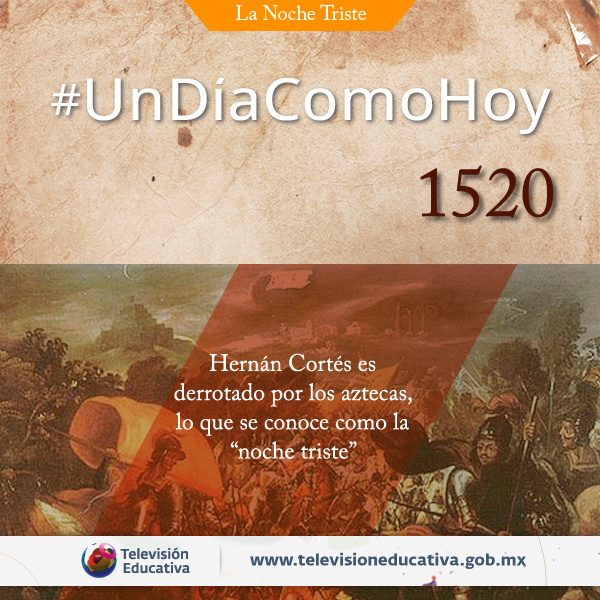 La Noche Triste
#UnDíaComoHoy
1520
Hernán Cortés es
derrotado por los aztecas,
lo que se conoce como la
“noche triste”
Televisión
Educativa
www.televisioneducativa.gob.mx